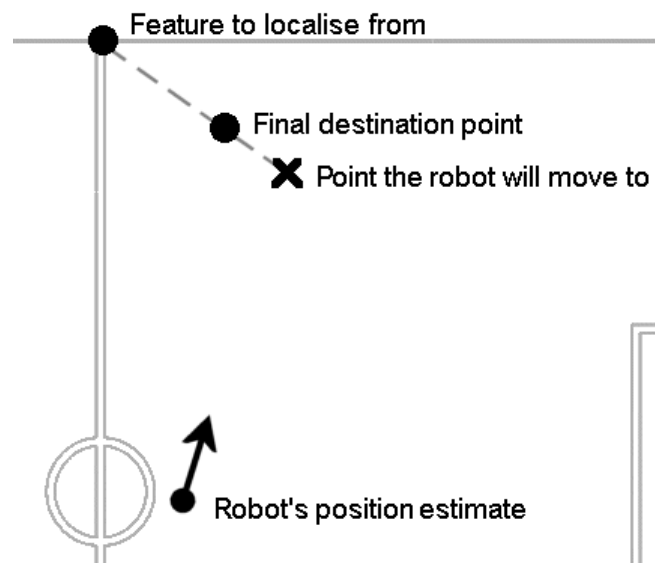 Feature to localise from
Final destination point
Point the robot will move to
Robot's position estimate